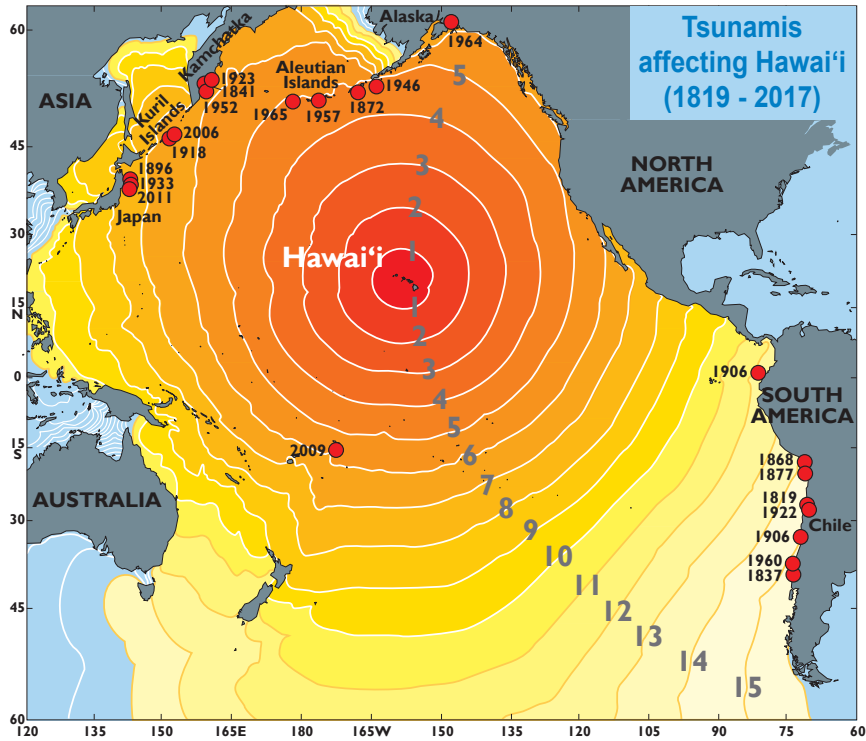 Tsunamis
affecting Hawai‘i
(1819 - 2017)
Alaska
1964
Kamchatka
1923
1841
1952
Aleutian
Islands
1946
1872
1957
1965
5
4
3
2
1
ASIA
Kuril
Islands
2006
1918
1896
1933
2011
Japan
NORTH
AMERICA
Hawai‘i
1
2
3
4
5
6
7
8
9
10
11
12
13
14
15
2009
AUSTRALIA
1906
SOUTH
AMERICA
1868
1877
1819
1922
Chile
1906
1960
1837
60
45
30
15
N
0
15
S
30
45
60
120
135
150
165E
180
165W
150
135
120
105
90
75
60